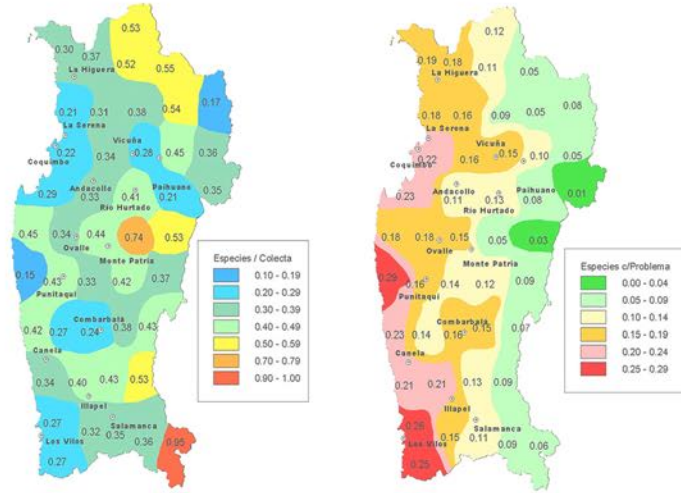 0.53
0.30 0.37
0.52 0.55
La Higuera
0.17
0.21 0.31 0.38 0.54
La Serena
0.22 0.34 Vicuña 0.28 0.45 0.36
Coquimbo
0.29 Andacollo 0.33 0.41 Paihuano 0.21 0.35
Río Hurtado
0.45 0.34 0.44 0.74 0.53
Ovalle
Monte Patria
0.15 0.43 0.33 0.42 0.37
Punitaqui
Combarbalá
0.42 0.27 0.24 0.38 0.43
Canela
0.34 0.40 0.43 0.53
Illapel
0.27 Salamanca
Los Vilos 0.32 0.35 0.36 0.95
0.27
Especies / Colecta
0.10 - 0.19
0.20 - 0.29
0.30 - 0.39
0.40 - 0.49
0.50 - 0.59
0.70 - 0.79
0.90 - 1.00
0.12
0.19 0.18
0.11 0.05
La Higuera
0.08
0.18 0.16 0.09 0.05
La Serena
0.22 0.16 Vicuña 0.15 0.10 0.05
Coquimbo
0.23 Andacollo 0.11 0.13 Paihuano 0.08 0.01
Río Hurtado
0.18 0.18 0.15 0.05 0.03
Ovalle
Monte Patria
0.29 0.16 0.14 0.12 0.09
Punitaqui
Combarbalá
0.23 0.14 0.16 0.15 0.07
Canela
0.21 0.21 0.13 0.09
Illapel
0.26 Salamanca
Los Vilos 0.15 0.11 0.09 0.06
0.25
Especies c/Problema
0.00 - 0.04
0.05 - 0.09
0.10 - 0.14
0.15 - 0.19
0.20 - 0.24
0.25 - 0.29